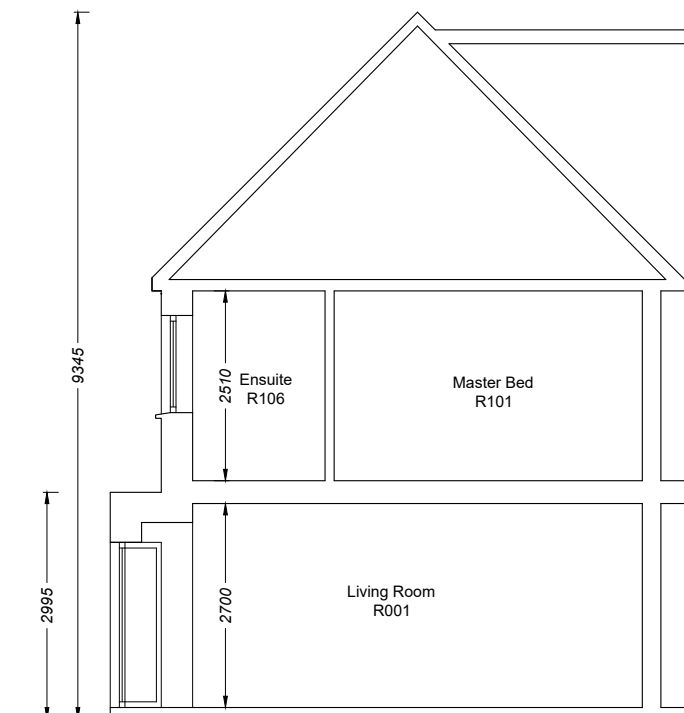 9345
2510
Ensuite
R106
Master Bed
R101
2995
2700
Living Room
R001